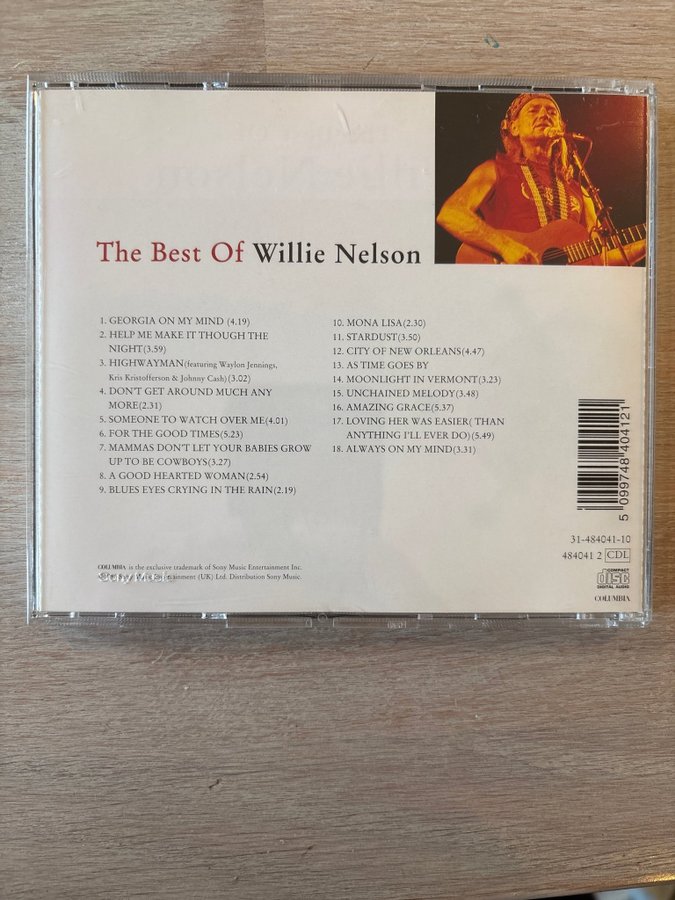 The Best Of Willie Nelson
1. GEORGIA ON MY MIND (4.19)
2. HELP ME MAKE IT THOUGH THE
NIGHT(3.59)
3. HIGHWAYMAN(featuring Waylon Jennings,
Kris Kristofferson & Johnny Cash)(3.02)
4. DON'T GET AROUND MUCH ANY
MORE(2.31)
5. SOMEONE TO WATCH OVER ME(4.01)
6. FOR THE GOOD TIMES(5.23)
7. MAMMAS DON'T LET YOUR BABIES GROW
UP TO BE COWBOYS(3.27)
8. A GOOD HEARTED WOMAN(2.54)
9. BLUES EYES CRYING IN THE RAIN(2.19)
10. MONA LISA(2.30)
11. STARDUST(3.50)
12. CITY OF NEW ORLEANS(4.47)
13. AS TIME GOES BY
14. MOONLIGHT IN VERMONT(3.23)
15. UNCHAINED MELODY(3.48)
16. AMAZING GRACE(5.37)
17. LOVING HER WAS EASIER( THAN
ANYTHING I'LL EVER DO)(5.49)
18. ALWAYS ON MY MIND(3.31)
5 099748 404121
31-484041-10
484041 2 CDL
COMPACT
disc
DIGITAL AUDIO
COLUMBIA
COLUMBIA is the exclusive trademark of Sony Music Entertainment Inc.
(UK) Ltd. Distribution Sony Music.